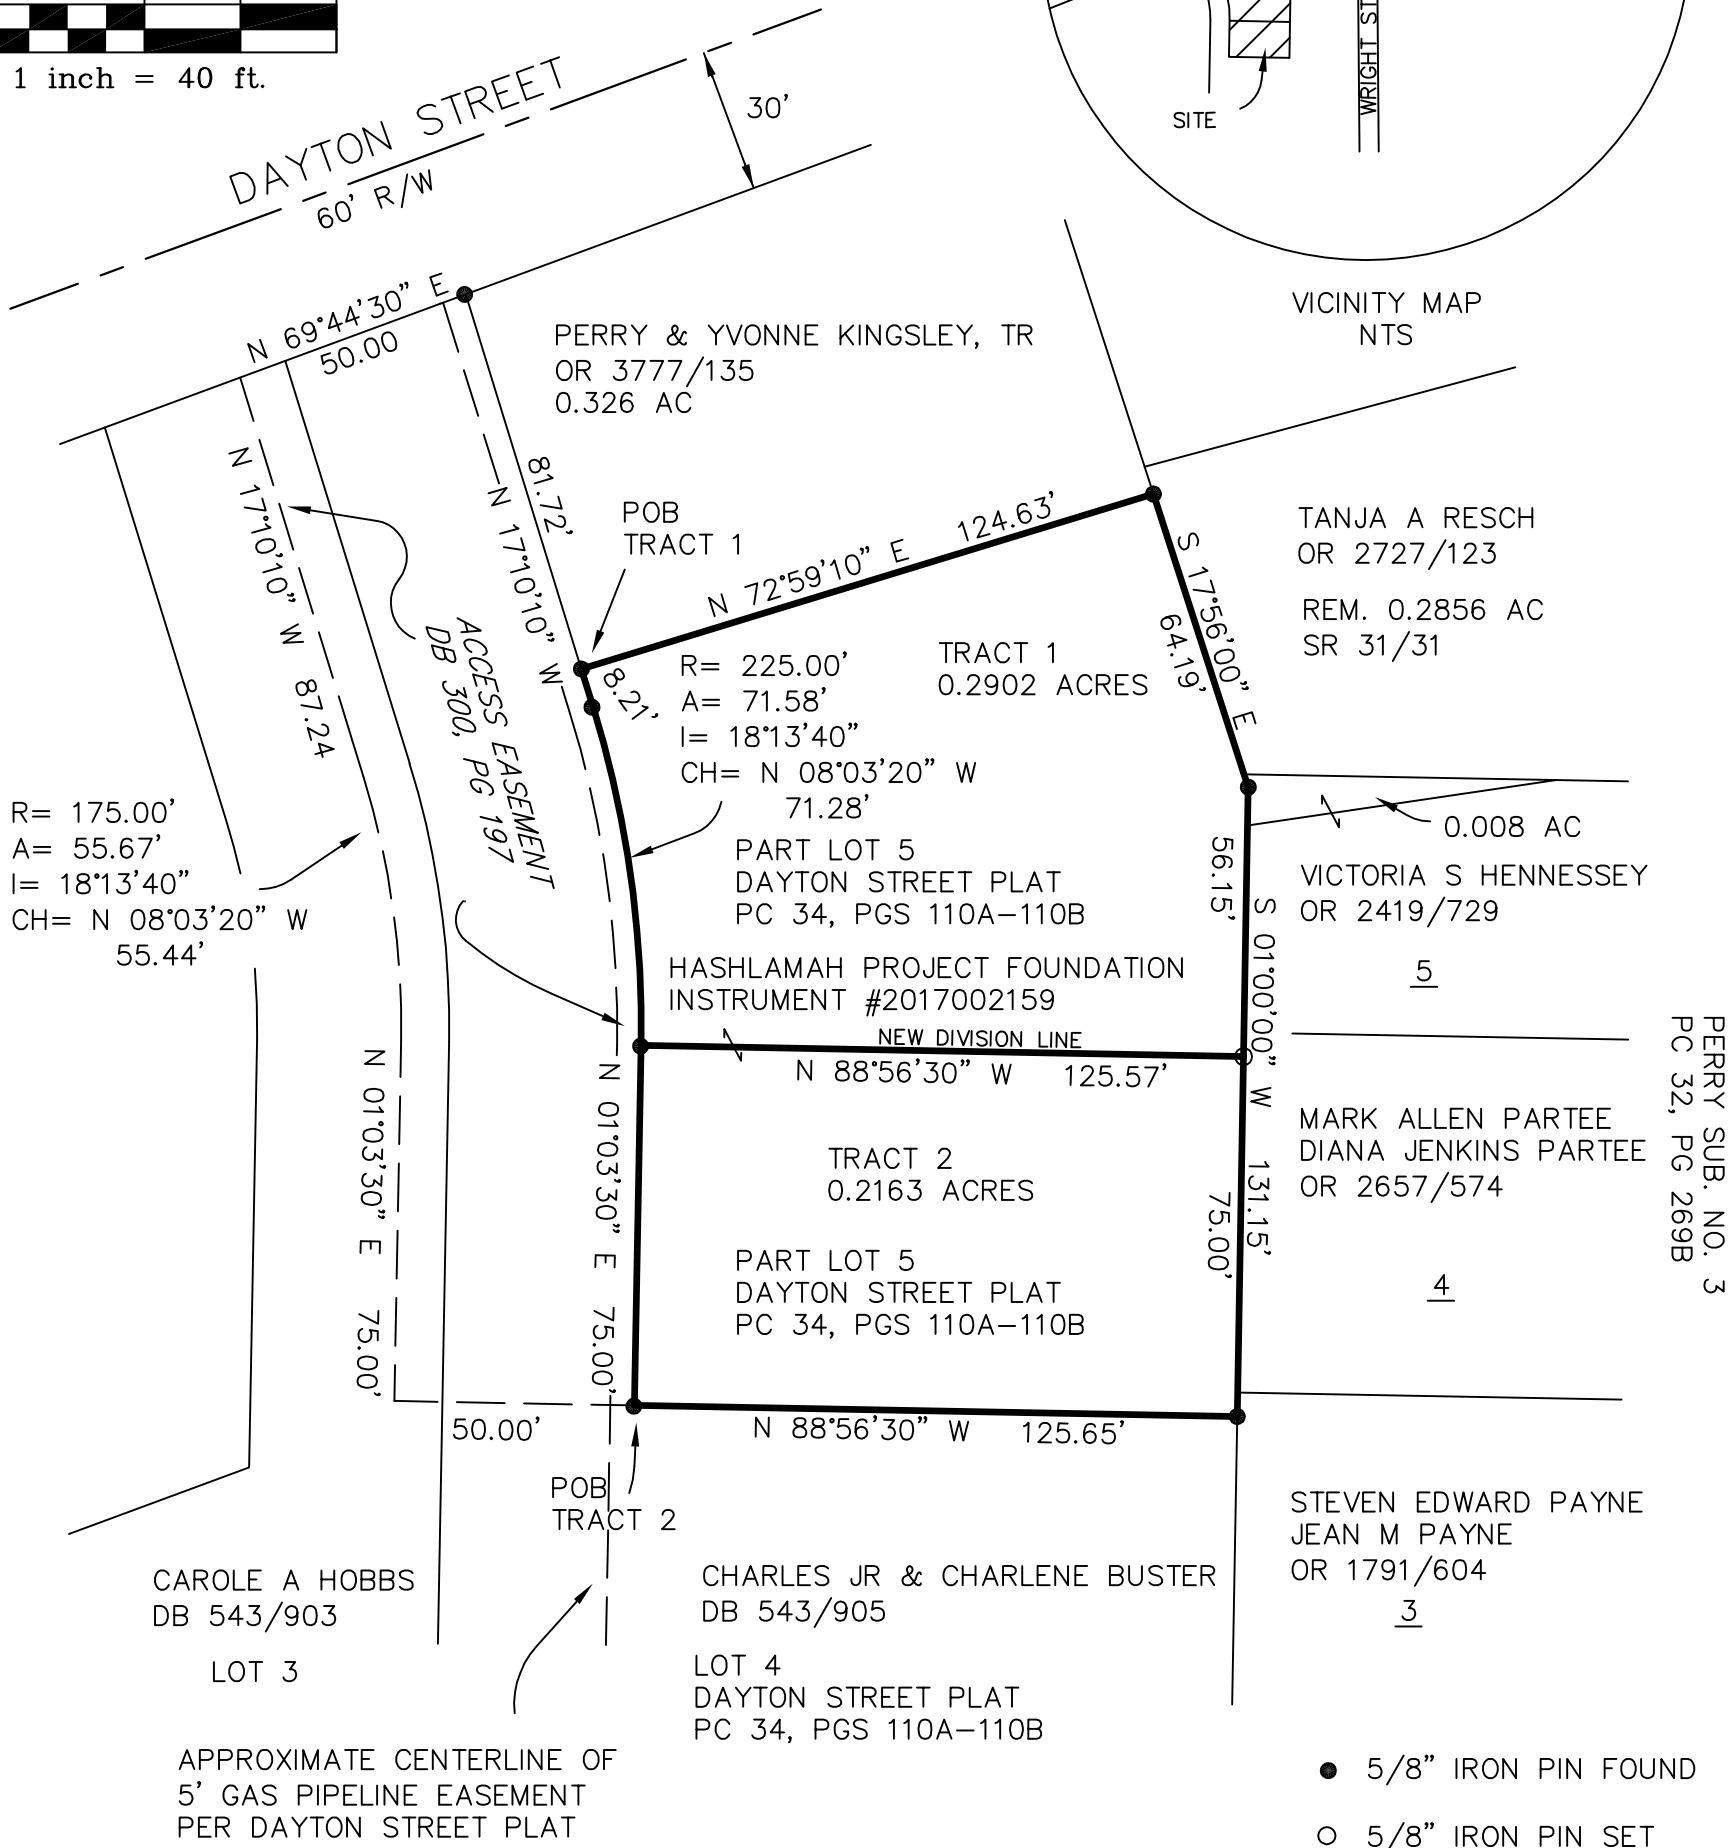 1 inch = 40 ft.
DAYTON STREET
60' R/W
30'
SITE
WRIGHT ST
VICINITY MAP
NTS
N 69°44'30" E
50.00
PERRY & YVONNE KINGSLEY, TR
OR 3777/135
0.326 AC
N 17°10'10" W 87.24
81.72'
N 17°10'10" W
POB
TRACT 1
N 72°59'10" E 124.63'
S 17°56'00" E
64.19'
TANJA A RESCH
OR 2727/123
REM. 0.2856 AC
SR 31/31
ACCESS EASEMENT
DB 300, PG 197
8.21'
R= 225.00'
A= 71.58'
I= 18°13'40"
CH= N 08°03'20" W
71.28'
TRACT 1
0.2902 ACRES
R= 175.00'
A= 55.67'
I= 18°13'40"
CH= N 08°03'20" W
55.44'
PART LOT 5
DAYTON STREET PLAT
PC 34, PGS 110A-110B
56.15'
0.008 AC
VICTORIA S HENNESSEY
OR 2419/729
5
HASHLAMAH PROJECT FOUNDATION
INSTRUMENT #2017002159
NEW DIVISION LINE
N 88°56'30" W 125.57'
S 01°00'00" W 131.15'
75.00'
N 01°03'30" E 75.00'
N 01°03'30" E 75.00'
TRACT 2
0.2163 ACRES
PART LOT 5
DAYTON STREET PLAT
PC 34, PGS 110A-110B
MARK ALLEN PARTEE
DIANA JENKINS PARTEE
OR 2657/574
4
PERRY SUB. NO. 3
PC 32, PG 269B
50.00'
N 88°56'30" W 125.65'
POB
TRACT 2
STEVEN EDWARD PAYNE
JEAN M PAYNE
OR 1791/604
3
CAROLE A HOBBS
DB 543/903
LOT 3
CHARLES JR & CHARLENE BUSTER
DB 543/905
LOT 4
DAYTON STREET PLAT
PC 34, PGS 110A-110B
APPROXIMATE CENTERLINE OF
5' GAS PIPELINE EASEMENT
PER DAYTON STREET PLAT
5/8" IRON PIN FOUND
5/8" IRON PIN SET